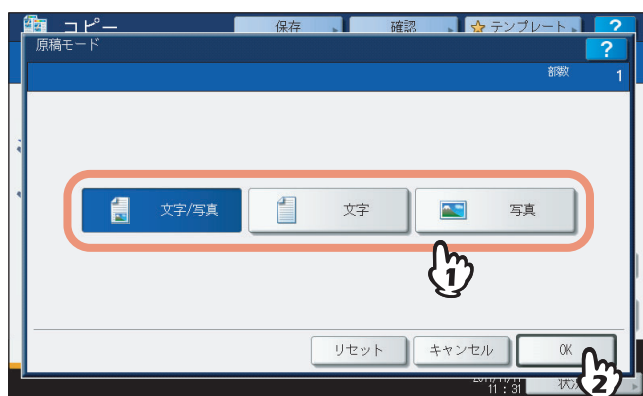 コピー 保存 確認 テンプレート ?
原稿モード ?
部数 1
文字/写真 文字 写真
1
リセット キャンセル OK
2
11:31